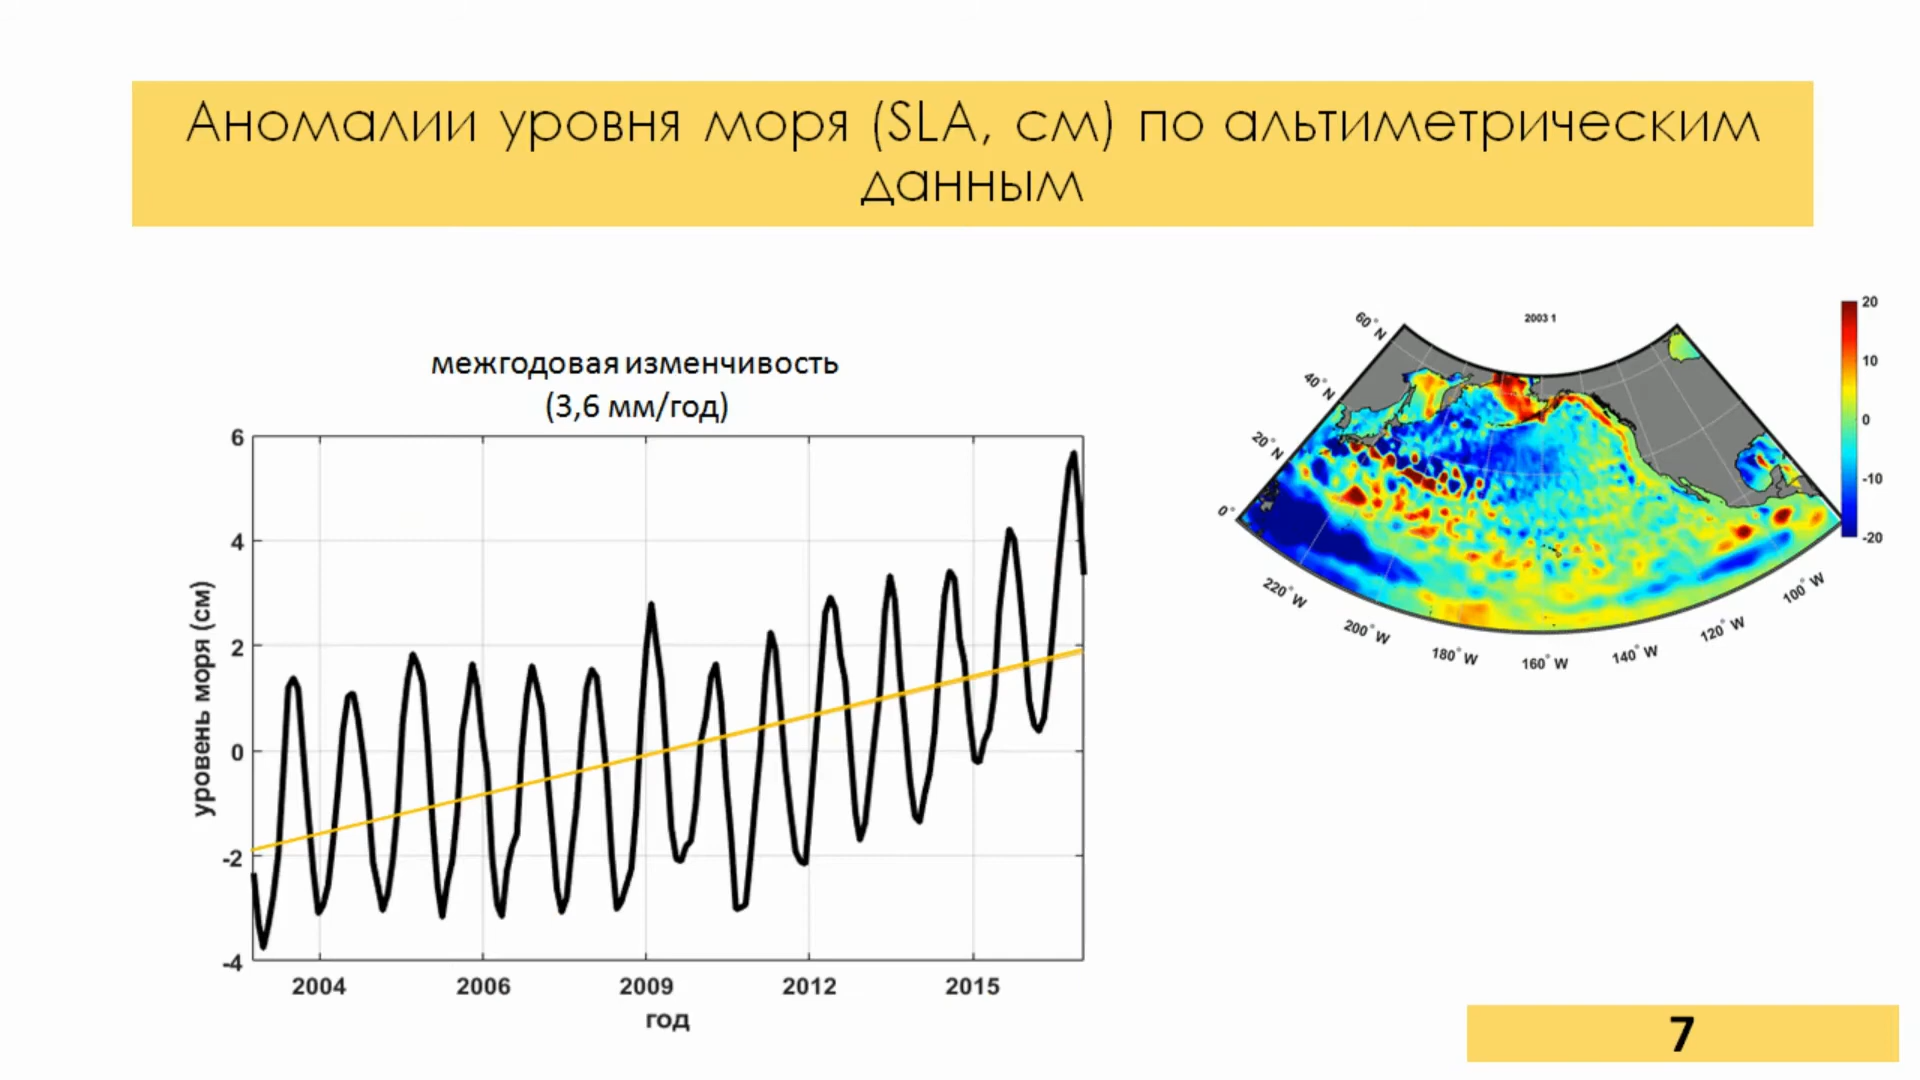 Аномалии уровня моря (SLA, см) по альтиметрическим
данным
межгодовая изменчивость
(3,6 мм/год)
6
4
2
0
-2
-4
уровень моря (см)
2004
2006
2009
2012
2015
год
2003 1
60° N
40° N
20° N
0°
220° W
200° W
180° W
160° W
140° W
120° W
100° W
20
10
0
-10
-20
7